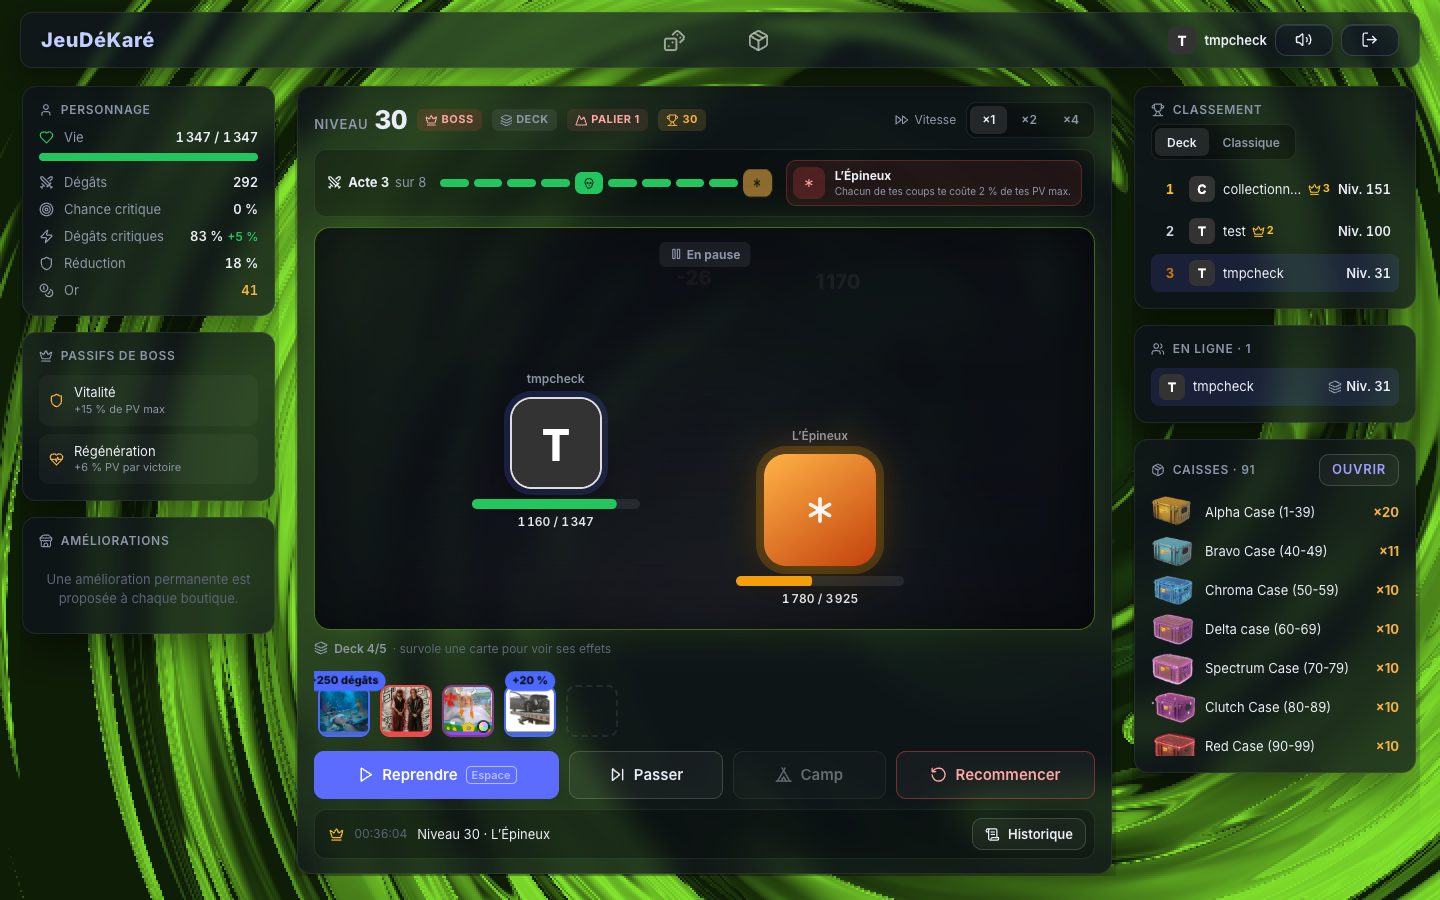 JeuDéKaré
T tmpcheck
PERSONNAGE
Vie 1 347 / 1 347
Dégâts 292
Chance critique 0 %
Dégâts critiques 83 % +5 %
Réduction 18 %
Or 41
PASSIFS DE BOSS
Vitalité
+15 % de PV max
Régénération
+6 % PV par victoire
AMÉLIORATIONS
Une amélioration permanente est
proposée à chaque boutique.
NIVEAU 30 BOSS DECK PALIER 1 30
Vitesse ×1 ×2 ×4
Acte 3 sur 8
L'Épineux
Chacun de tes coups te coûte 2 % de tes PV max.
En pause
-26 1170
tmpcheck
T
1 160 / 1 347
L'Épineux
1 780 / 3 925
Deck 4/5 · survole une carte pour voir ses effets
250 dégâts +20 %
Reprendre Espace
Passer
Camp
Recommencer
00:36:04 Niveau 30 · L'Épineux
Historique
CLASSEMENT
Deck Classique
1 C collectionn... 3 Niv. 151
2 T test 2 Niv. 100
3 T tmpcheck Niv. 31
EN LIGNE · 1
T tmpcheck Niv. 31
CAISSES · 91 OUVRIR
Alpha Case (1-39) ×20
Bravo Case (40-49) ×11
Chroma Case (50-59) ×10
Delta case (60-69) ×10
Spectrum Case (70-79) ×10
Clutch Case (80-89) ×10
Red Case (90-99) ×10